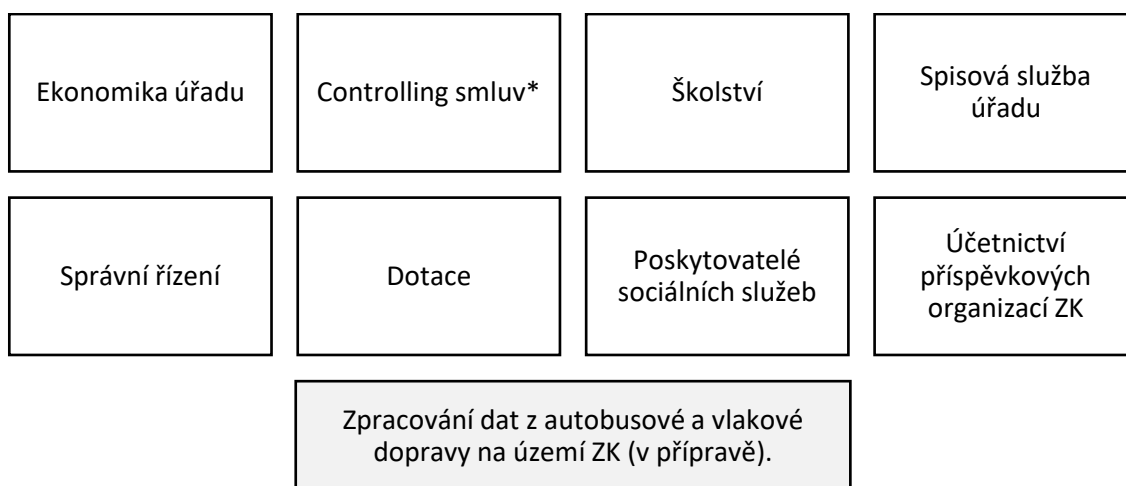 Ekonomika úřadu
Controlling smluv*
Školství
Spisová služba
úřadu
Správní řízení
Dotace
Poskytovatelé
sociálních služeb
Účetnictví
příspěvkových
organizací ZK
Zpracování dat z autobusové a vlakové
dopravy na území ZK (v přípravě).